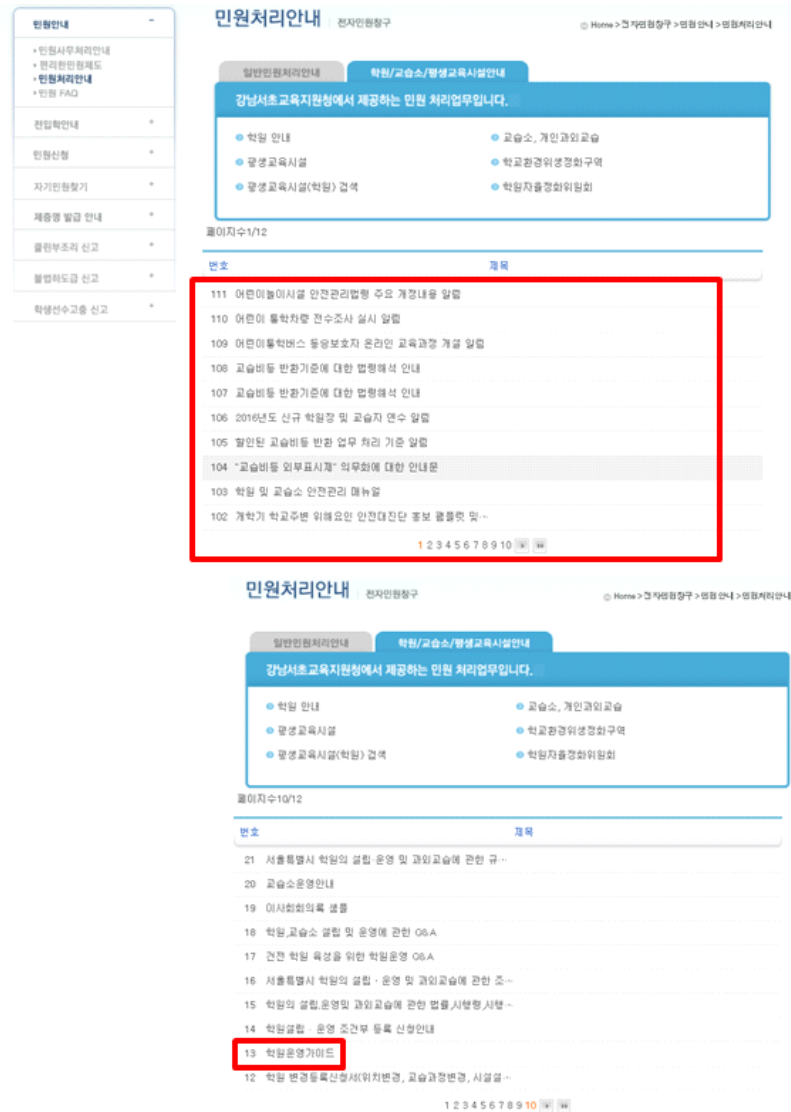 민원안내
민원사무처리안내
편리한민원제도
민원처리안내
민원 FAQ
전입학안내
민원신청
자기민원찾기
제증명 발급 안내
클린부조리 신고
불법하도급 신고
학생선수고충 신고
민원처리안내 전자민원창구
Home > 전자민원창구 > 민원안내 > 민원처리안내
일반민원처리안내 학원/교습소/평생교육시설안내
강남서초교육지원청에서 제공하는 민원 처리업무입니다.
학원 안내 교습소, 개인과외교습
평생교육시설 학교환경위생정화구역
평생교육시설(학원) 검색 학원자율정화위원회
페이지수1/12
번호 제목
111 어린이놀이시설 안전관리법령 주요 개정내용 알림
110 어린이 통학차량 전수조사 실시 알림
109 어린이통학버스 동승보호자 온라인 교육과정 개설 알림
108 교습비등 반환기준에 대한 법령해석 안내
107 교습비등 반환기준에 대한 법령해석 안내
106 2016년도 신규 학원장 및 교습자 연수 알림
105 할인된 교습비등 반환 업무 처리 기준 알림
104 "교습비등 외부표시제" 의무화에 대한 안내문
103 학원 및 교습소 안전관리 매뉴얼
102 개학기 학교주변 위해요인 안전대진단 홍보 팸플릿 및…
1 2 3 4 5 6 7 8 9 10
민원처리안내 전자민원창구
Home > 전자민원창구 > 민원안내 > 민원처리안내
일반민원처리안내 학원/교습소/평생교육시설안내
강남서초교육지원청에서 제공하는 민원 처리업무입니다.
학원 안내 교습소, 개인과외교습
평생교육시설 학교환경위생정화구역
평생교육시설(학원) 검색 학원자율정화위원회
페이지수10/12
번호 제목
21 서울특별시 학원의 설립·운영 및 과외교습에 관한 규…
20 교습소운영안내
19 이사회회의록 샘플
18 학원,교습소 설립 및 운영에 관한 Q&A
17 건전 학원 육성을 위한 학원운영 Q&A
16 서울특별시 학원의 설립 · 운영 및 과외교습에 관한 조…
15 학원의 설립,운영및 과외교습에 관한 법률,시행령,시행…
14 학원설립 · 운영 조건부 등록 신청안내
13 학원운영가이드
12 학원 변경등록신청서(위치변경, 교습과정변경, 시설설…
1 2 3 4 5 6 7 8 9 10